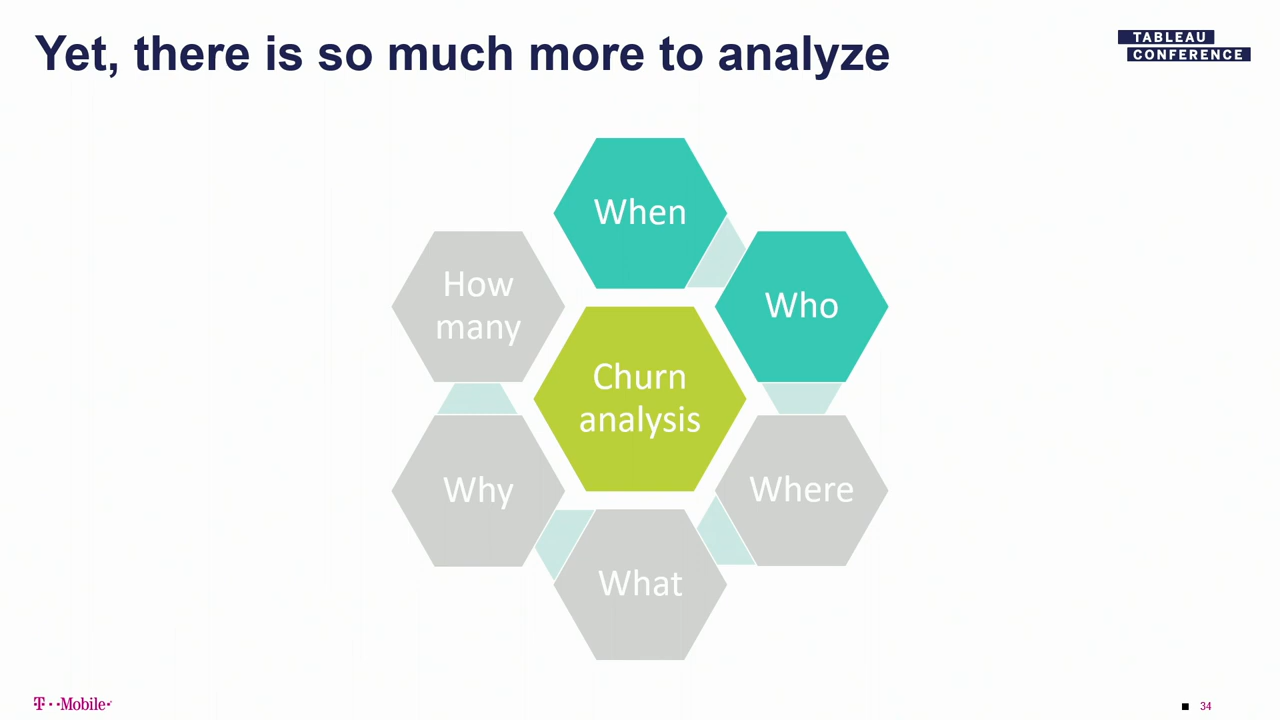 Yet, there is so much more to analyze
TABLEAU
CONFERENCE
When
Who
How
many
Churn
analysis
Where
Why
What
T··Mobile·
34